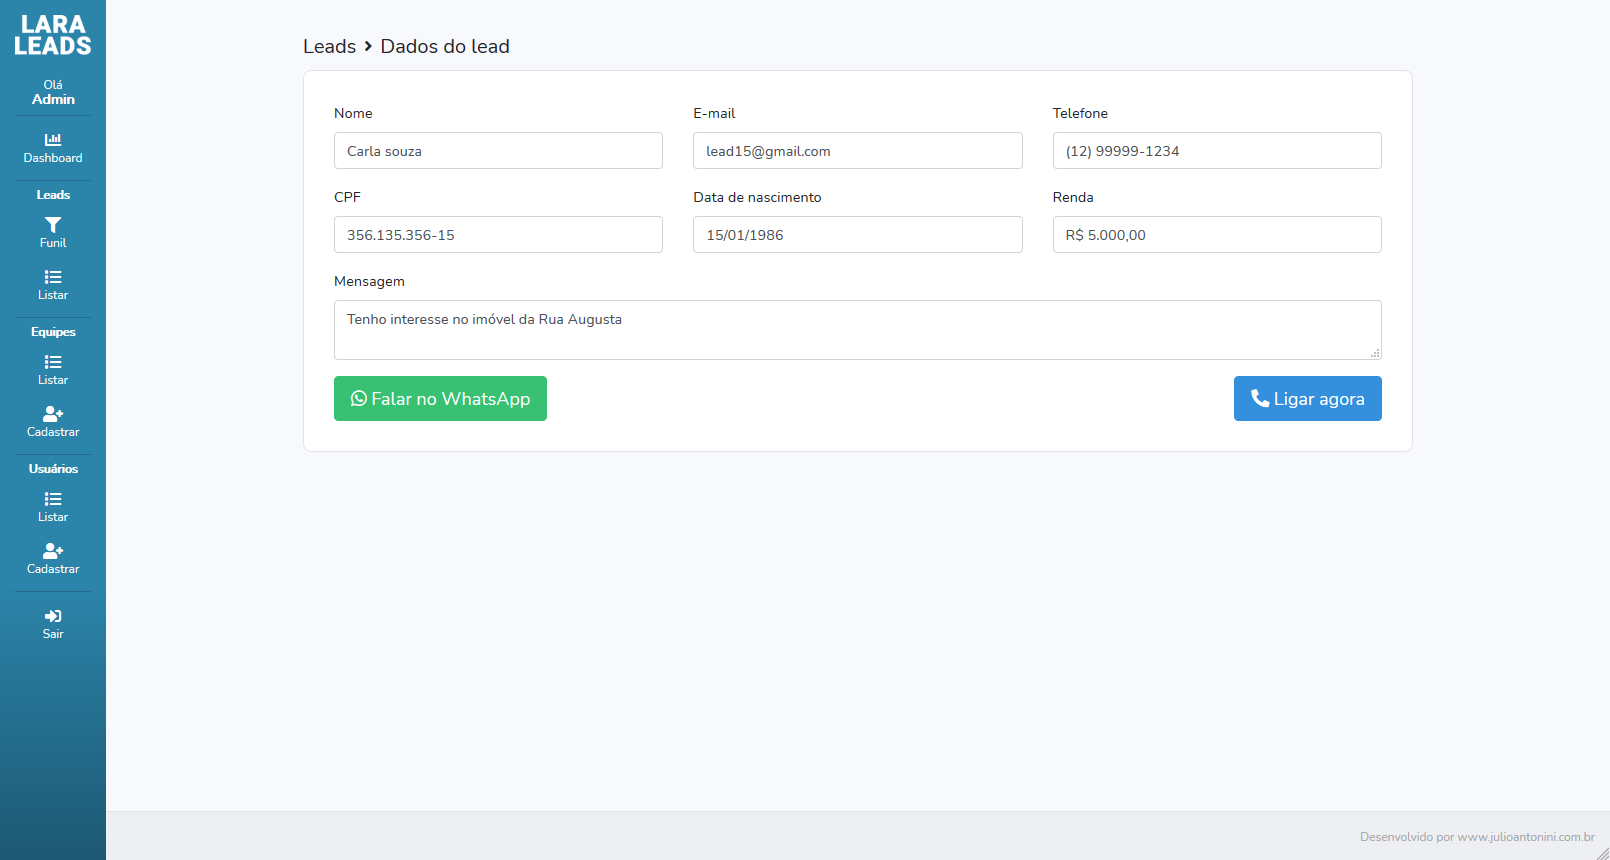 LARA
LEADS
Olá
Admin
Dashboard
Leads
Funil
Listar
Equipes
Listar
Cadastrar
Usuários
Listar
Cadastrar
Sair
Leads > Dados do lead
Nome E-mail Telefone
Carla souza lead15@gmail.com (12) 99999-1234
CPF Data de nascimento Renda
356.135.356-15 15/01/1986 R$ 5.000,00
Mensagem
Tenho interesse no imóvel da Rua Augusta
Falar no WhatsApp Ligar agora
Desenvolvido por www.julioantonini.com.br